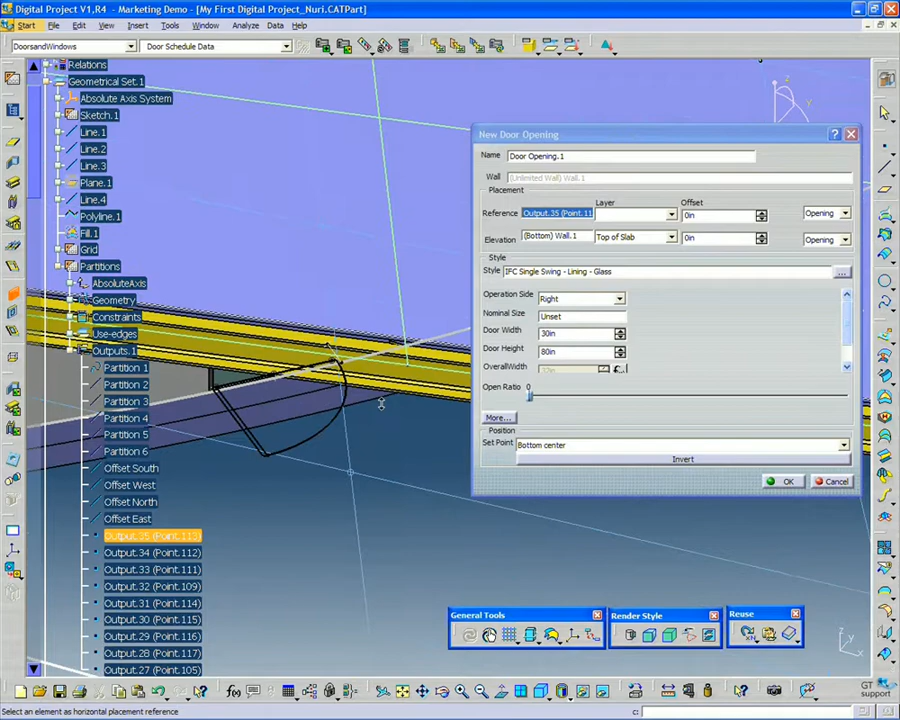 Digital Project V1,R4 - Marketing Demo - [My First Digital Project_Nuri.CATPart]
Start File Edit View Insert Tools Window Analyze Data Help
DoorsandWindows Door Schedule Data
Relations
Geometrical Set.1
Absolute Axis System
Sketch.1
Line.1
Line.2
Line.3
Plane.1
Line.4
Polyline.1
Fill.1
Grid
Partitions
AbsoluteAxis
Geometry
Constraints
Use-edges
Outputs.1
Partition 1
Partition 2
Partition 3
Partition 4
Partition 5
Partition 6
Offset South
Offset West
Offset North
Offset East
Output.35 (Point.113)
Output.34 (Point.112)
Output.33 (Point.111)
Output.32 (Point.109)
Output.31 (Point.114)
Output.30 (Point.115)
Output.29 (Point.116)
Output.28 (Point.117)
Output.27 (Point.105)
z
y
New Door Opening
Name Door Opening.1
Wall (Unlimited Wall) Wall.1
Placement
Layer Offset
Reference Output.35 (Point.11 0in Opening
Elevation (Bottom) Wall.1 Top of Slab 0in Opening
Style
Style IFC Single Swing - Lining - Glass ...
Operation Side Right
Nominal Size Unset
Door Width 30in
Door Height 80in
OverallWidth
Open Ratio 0
More...
Position
Set Point Bottom center
Invert
OK Cancel
General Tools Render Style Reuse
z
y
x
f(x)
GT
support
Select an element as horizontal placement reference c: